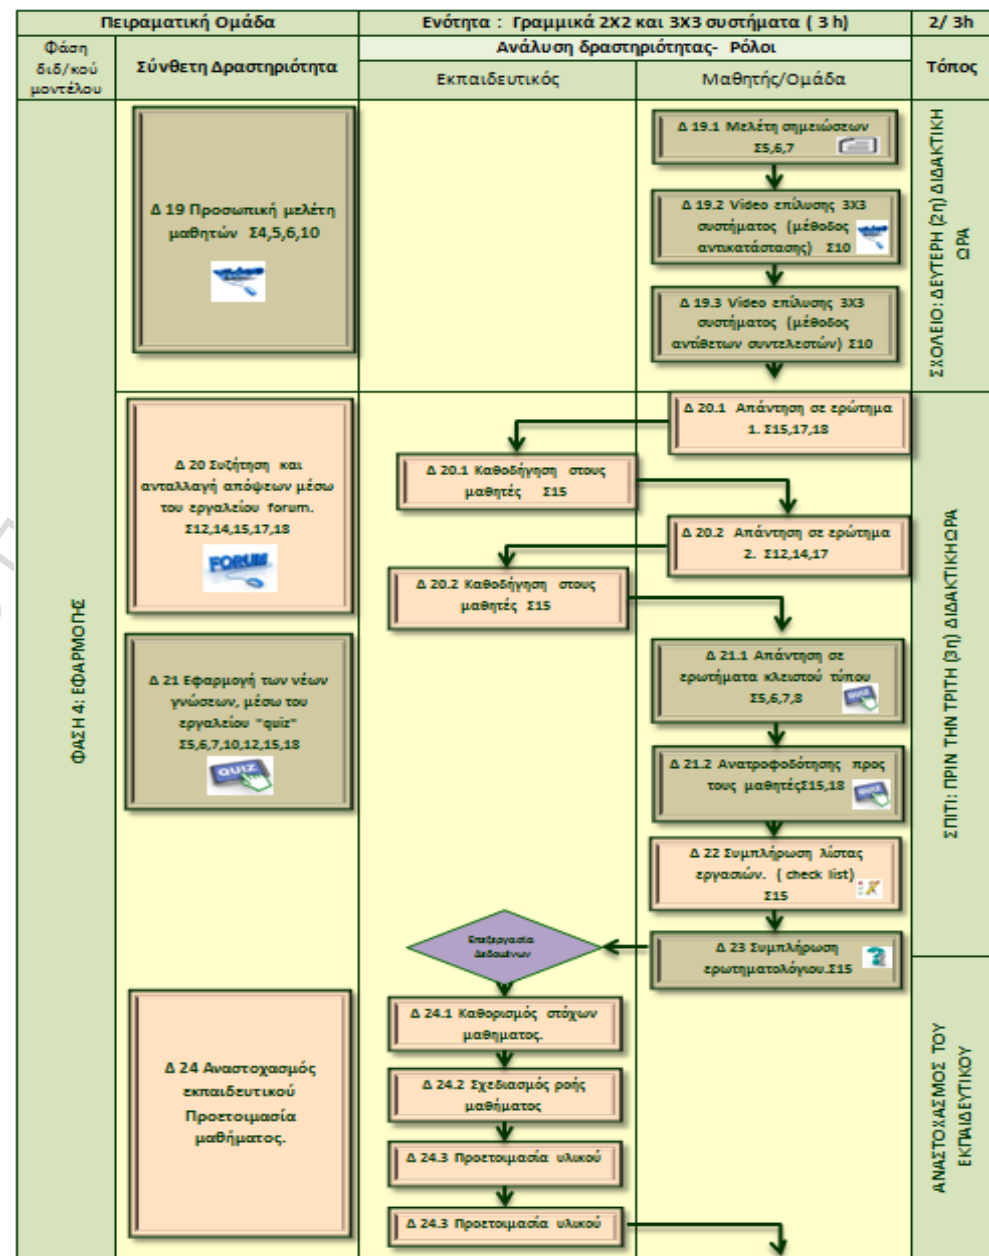 Πειραματική Ομάδα
Ενότητα : Γραμμικά 2Χ2 και 3Χ3 συστήματα ( 3 h)
2/ 3h
Φάση
διδ/κού
μοντέλου
Σύνθετη Δραστηριότητα
Ανάλυση δραστηριότητας- Ρόλοι
Εκπαιδευτικός
Μαθητής/Ομάδα
Τόπος
ΦΑΣΗ 4: ΕΦΑΡΜΟΓΗΣ
Δ 19 Προσωπική μελέτη
μαθητών Σ4,5,6,10
Δ 19.1 Μελέτη σημειώσεων
Σ5,6,7
Δ 19.2 Video επίλυσης 3Χ3
συστήματος (μέθοδος
αντικατάστασης) Σ10
Δ 19.3 Video επίλυσης 3Χ3
συστήματος (μέθοδος
αντίθετων συντελεστών) Σ10
ΣΧΟΛΕΙΟ: ΔΕΥΤΕΡΗ (2η) ΔΙΔΑΚΤΙΚΗ
ΩΡΑ
Δ 20 Συζήτηση και
ανταλλαγή απόψεων μέσω
του εργαλείου forum.
Σ12,14,15,17,18
FORUM
Δ 20.1 Απάντηση σε ερώτημα
1. Σ15,17,18
Δ 20.1 Καθοδήγηση στους
μαθητές Σ15
Δ 20.2 Απάντηση σε ερώτημα
2. Σ12,14,17
Δ 20.2 Καθοδήγηση στους
μαθητές Σ15
Δ 21 Εφαρμογή των νέων
γνώσεων, μέσω του
εργαλείου "quiz"
Σ5,6,7,10,12,15,18
QUIZ
Δ 21.1 Απάντηση σε
ερωτήματα κλειστού τύπου
Σ5,6,7,8
QUIZ
Δ 21.2 Ανατροφοδότησης προς
τους μαθητέςΣ15,18
QUIZ
Δ 22 Συμπλήρωση λίστας
εργασιών. ( check list)
Σ15
Δ 23 Συμπλήρωση
ερωτηματολόγιου.Σ15
Επεξεργασία
Δεδομένων
ΣΠΙΤΙ: ΠΡΙΝ ΤΗΝ ΤΡΙΤΗ (3η) ΔΙΔΑΚΤΙΚΗ ΩΡΑ
Δ 24 Αναστοχασμός
εκπαιδευτικού
Προετοιμασία
μαθήματος.
Δ 24.1 Καθορισμός στόχων
μαθηματος.
Δ 24.2 Σχεδιασμός ροής
μαθήματος
Δ 24.3 Προετοιμασία υλικού
Δ 24.3 Προετοιμασία υλικού
ΑΝΑΣΤΟΧΑΣΜΟΣ ΤΟΥ
ΕΚΠΑΙΔΕΥΤΙΚΟΥ